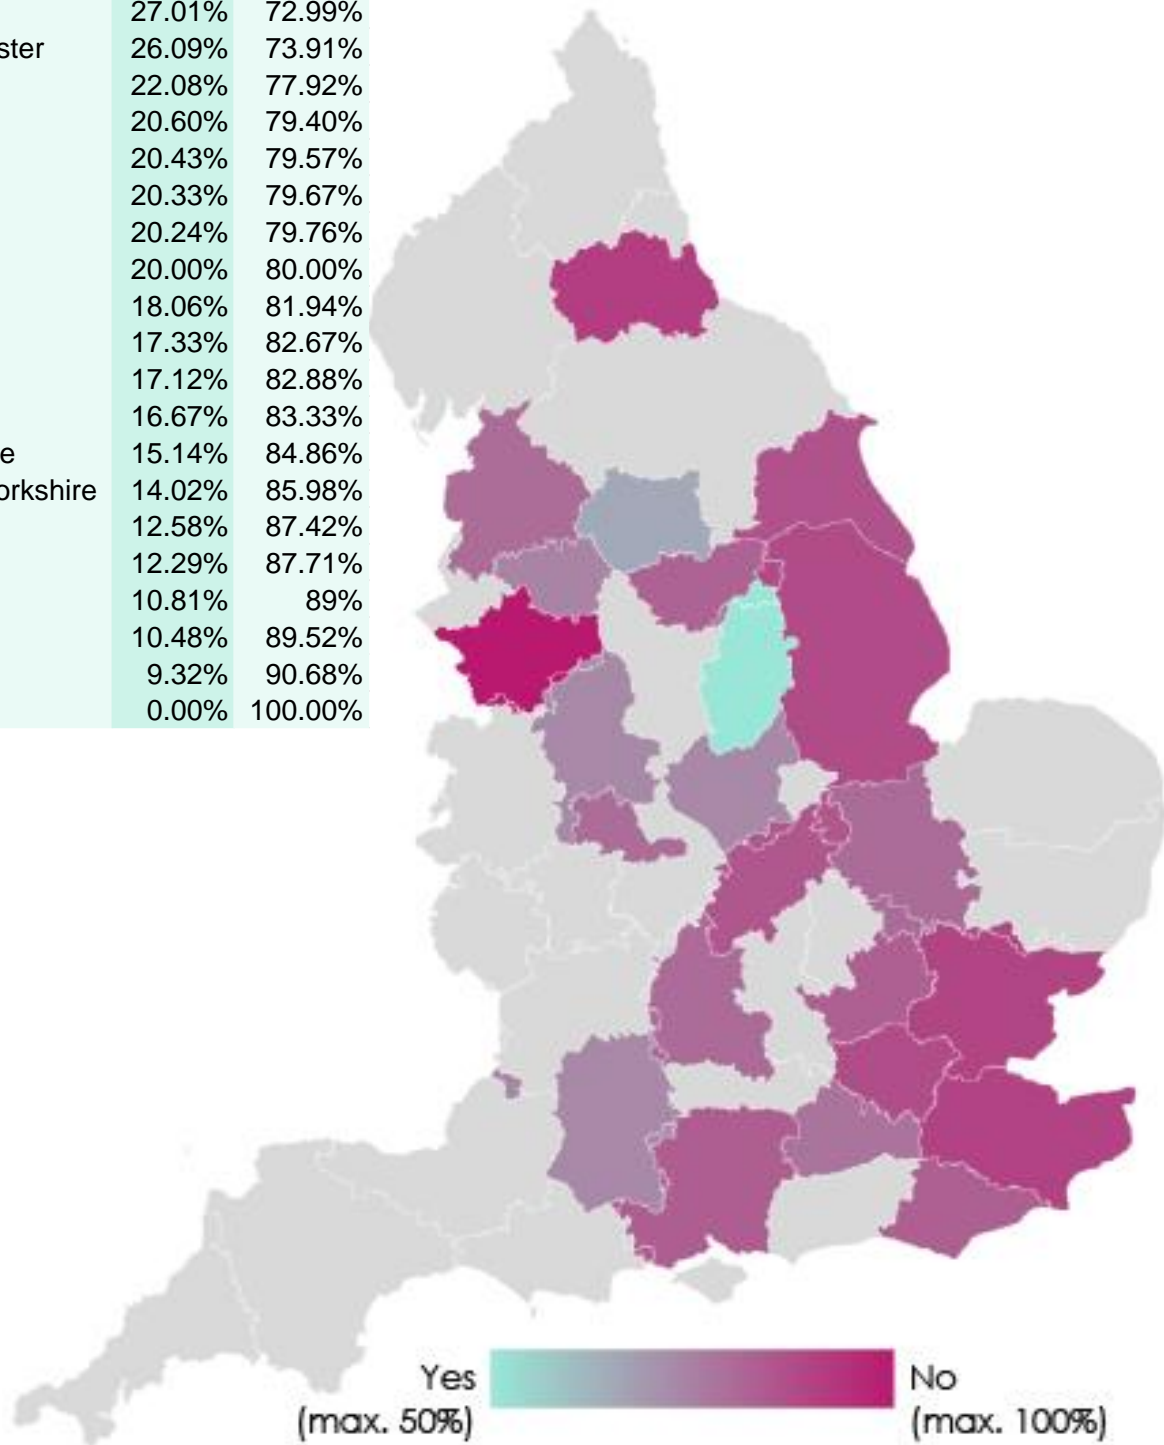 27.01% 72.99%
ster 26.09% 73.91%
22.08% 77.92%
20.60% 79.40%
20.43% 79.57%
20.33% 79.67%
20.24% 79.76%
20.00% 80.00%
18.06% 81.94%
17.33% 82.67%
17.12% 82.88%
16.67% 83.33%
e 15.14% 84.86%
orkshire 14.02% 85.98%
12.58% 87.42%
12.29% 87.71%
10.81% 89%
10.48% 89.52%
9.32% 90.68%
0.00% 100.00%
Yes
(max. 50%)
No
(max. 100%)